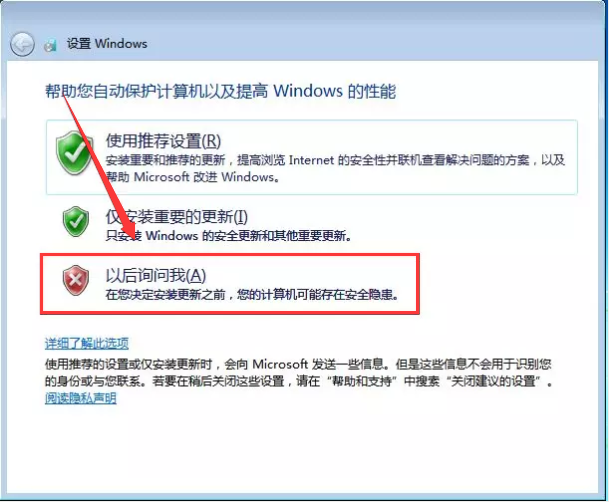 设置 Windows
帮助您自动保护计算机以及提高 Windows 的性能
使用推荐设置(R)
安装重要和推荐的更新，提高浏览 Internet 的安全性并联机查看解决问题的方案，以及
帮助 Microsoft 改进 Windows。
仅安装重要的更新(I)
只安装 Windows 的安全更新和其他重要更新。
以后询问我(A)
在您决定安装更新之前，您的计算机可能存在安全隐患。
详细了解此选项
使用推荐的设置或仅安装更新时，会向 Microsoft 发送一些信息。但是这些信息不会用于识别您
的身份或与您联系。若要在稍后关闭这些设置，请在“帮助和支持”中搜索“关闭建议的设置”。
阅读隐私声明